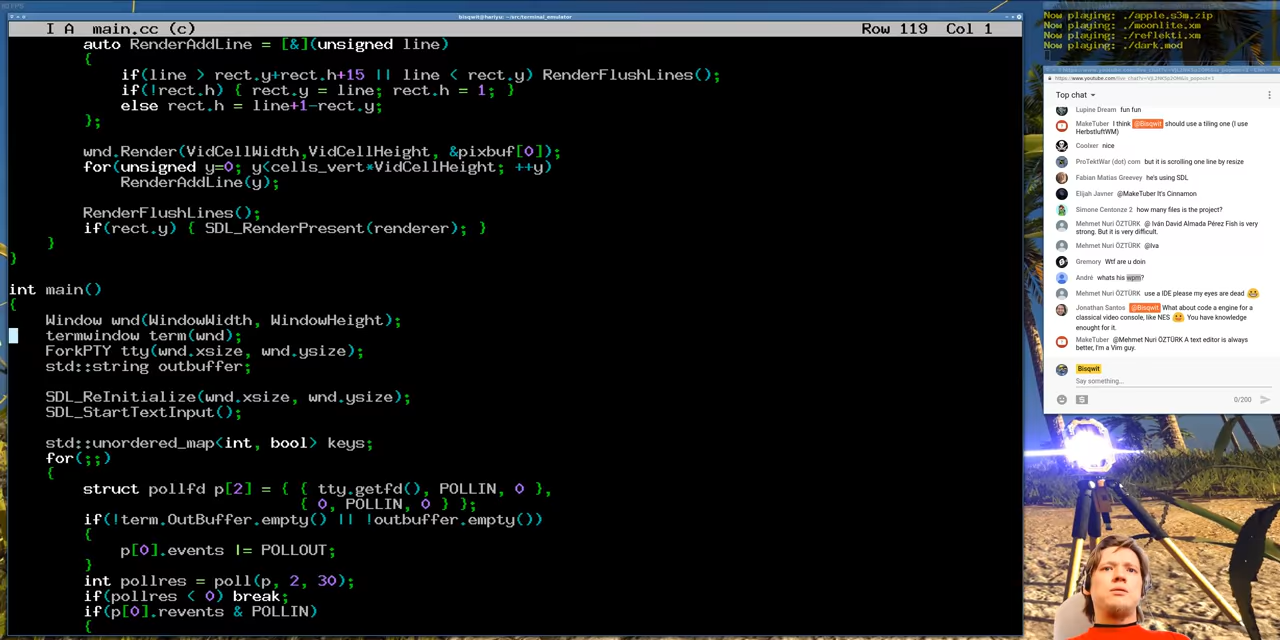 bisqwit@hariyu: ~/src/terminal_emulator
I A main.cc (c) Row 119 Col 1
auto RenderAddLine = [&](unsigned line)
{
if(line > rect.y+rect.h+15 || line < rect.y) RenderFlushLines();
if(!rect.h) { rect.y = line; rect.h = 1; }
else rect.h = line+1-rect.y;
};
wnd.Render(VidCellWidth,VidCellHeight, &pixbuf[0]);
for(unsigned y=0; y<cells_vert*VidCellHeight; ++y)
RenderAddLine(y);
RenderFlushLines();
if(rect.y) { SDL_RenderPresent(renderer); }
}
}
int main()
{
Window wnd(WindowWidth, WindowHeight);
termwindow term(wnd);
ForkPTY tty(wnd.xsize, wnd.ysize);
std::string outbuffer;
SDL_ReInitialize(wnd.xsize, wnd.ysize);
SDL_StartTextInput();
std::unordered_map<int, bool> keys;
for(;;)
{
struct pollfd p[2] = { { tty.getfd(), POLLIN, 0 },
{ 0, POLLIN, 0 } };
if(!term.OutBuffer.empty() || !outbuffer.empty())
{
p[0].events |= POLLOUT;
}
int pollres = poll(p, 2, 30);
if(pollres < 0) break;
if(p[0].revents & POLLIN)
{
Now playing: ./apple.s3m.zip
Now playing: ./moonlite.xm
Now playing: ./reflekti.xm
Now playing: ./dark.mod
Top chat
Lupine Dream fun fun
MakeTuber I think @Bisqwit should use a tiling one (I use
HerbstluftWM)
Coolxer nice
ProTektWar (dot) com but it is scrolling one line by resize
Fabian Matias Greevey he's using SDL
Elijah Javner @MakeTuber It's Cinnamon
Simone Centonze 2 how many files is the project?
Mehmet Nuri ÖZTÜRK @ Iván David Almada Pérez Fish is very
strong. But it is very difficult.
Mehmet Nuri ÖZTÜRK @Iva
Gremory Wtf are u doin
André whats his wpm?
Mehmet Nuri ÖZTÜRK use a IDE please my eyes are dead 😂
Jonathan Santos @Bisqwit What about code a engine for a
classical video console, like NES 🤗 You have knowledge
enought for it.
MakeTuber @Mehmet Nuri ÖZTÜRK A text editor is always
better, I'm a Vim guy.
Bisqwit
Say something...
0/200